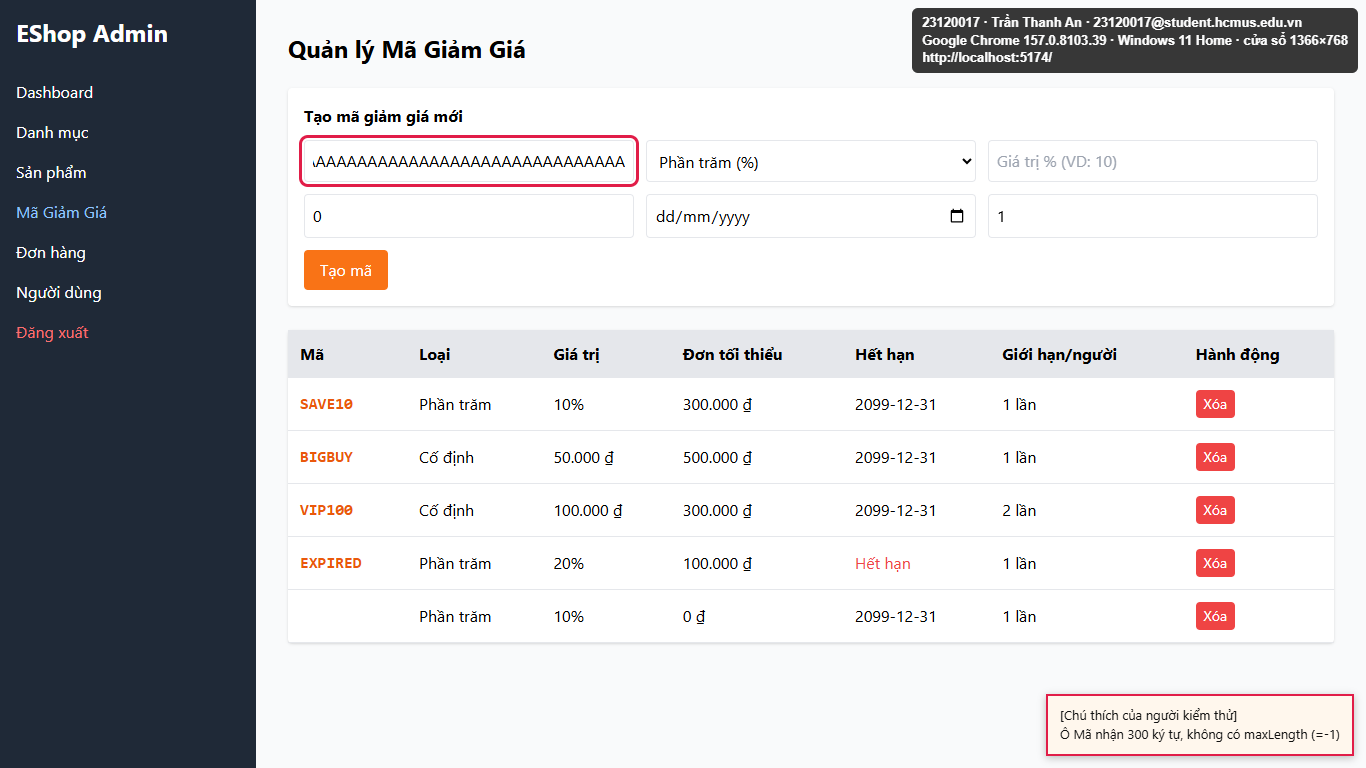 EShop Admin
Dashboard
Danh mục
Sản phẩm
Mã Giảm Giá
Đơn hàng
Người dùng
Đăng xuất
Quản lý Mã Giảm Giá
23120017 · Trần Thanh An · 23120017@student.hcmus.edu.vn
Google Chrome 157.0.8103.39 · Windows 11 Home · cửa sổ 1366×768
http://localhost:5174/
Tạo mã giảm giá mới
AAAAAAAAAAAAAAAAAAAAAAAAAAAAAAA Phần trăm (%) Giá trị % (VD: 10)
0 dd/mm/yyyy 1
Tạo mã
Mã Loại Giá trị Đơn tối thiểu Hết hạn Giới hạn/người Hành động
SAVE10 Phần trăm 10% 300.000 ₫ 2099-12-31 1 lần Xóa
BIGBUY Cố định 50.000 ₫ 500.000 ₫ 2099-12-31 1 lần Xóa
VIP100 Cố định 100.000 ₫ 300.000 ₫ 2099-12-31 2 lần Xóa
EXPIRED Phần trăm 20% 100.000 ₫ Hết hạn 1 lần Xóa
Phần trăm 10% 0 ₫ 2099-12-31 1 lần Xóa
[Chú thích của người kiểm thử]
Ô Mã nhận 300 ký tự, không có maxLength (=-1)